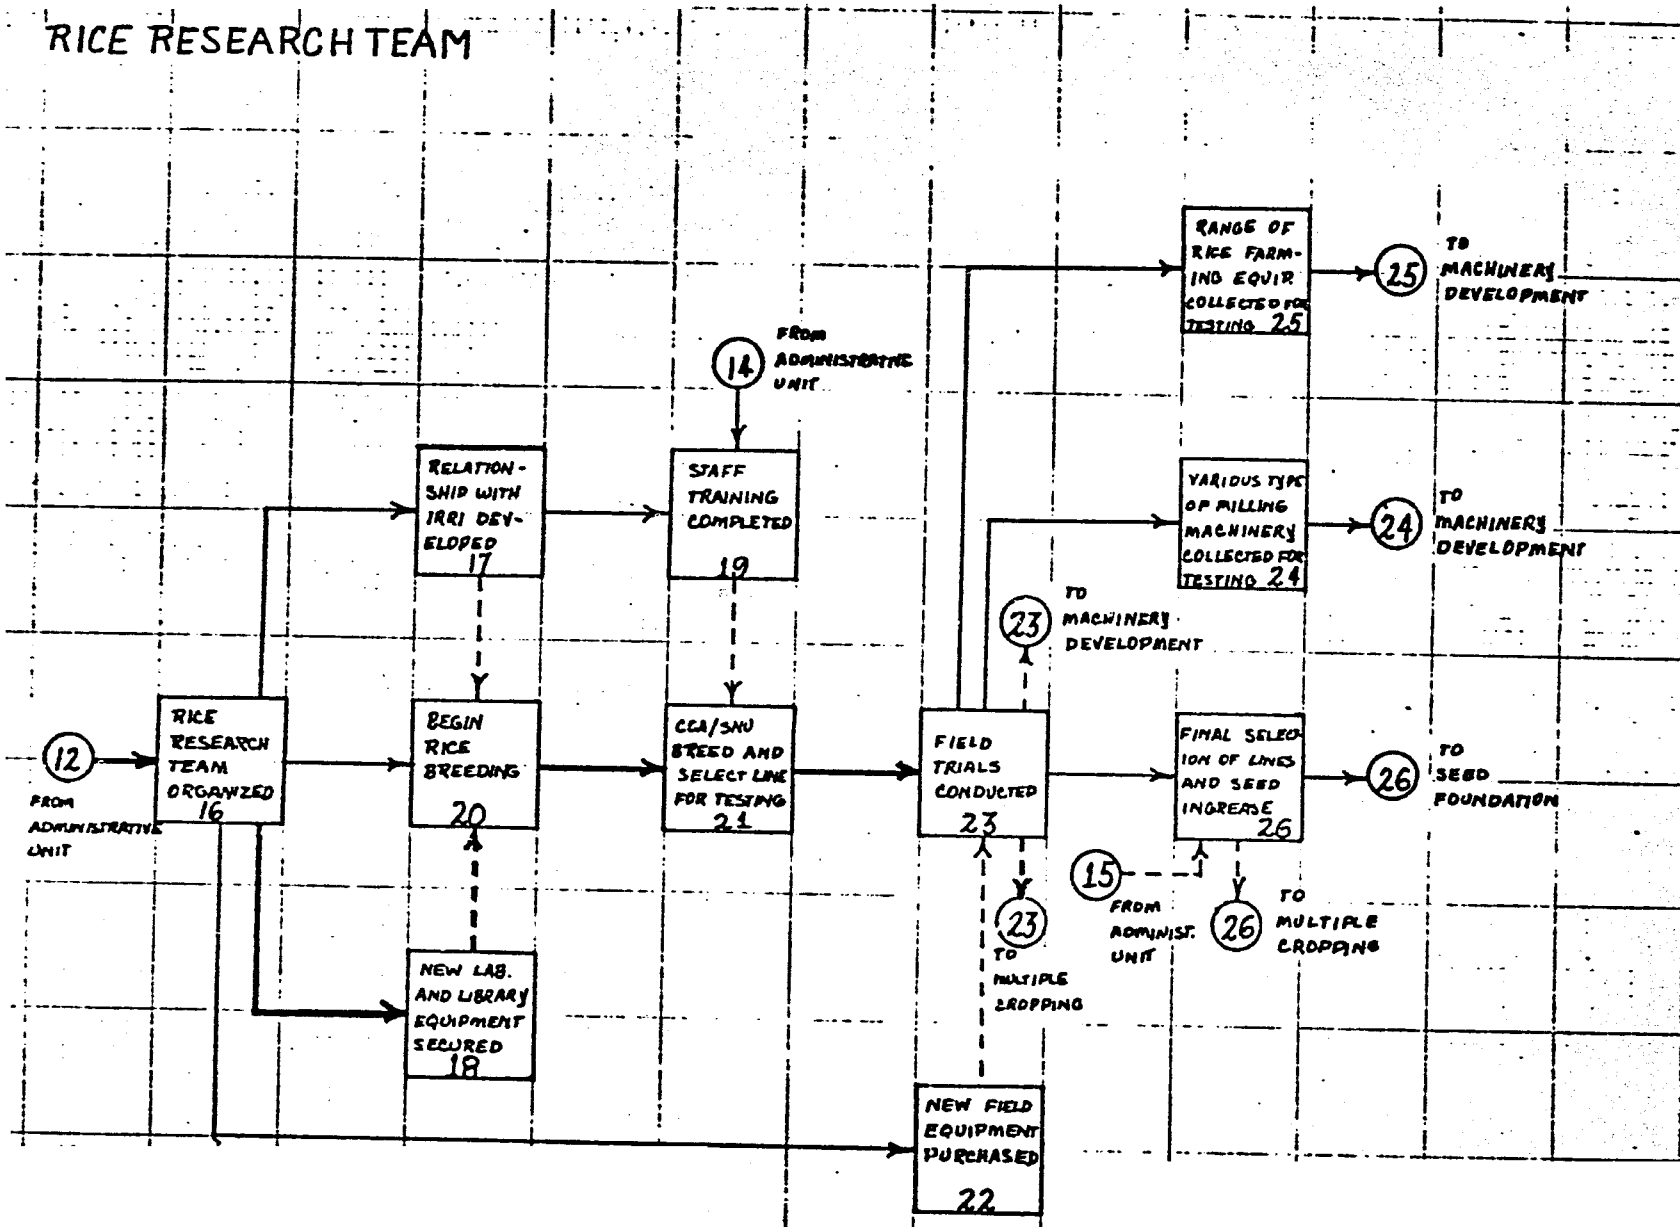 RICE RESEARCH TEAM
RANGE OF
RICE FARM-
ING EQUIP.
COLLECTED FOR
TESTING 25
25
TO
MACHINERY
DEVELOPMENT
14
FROM
ADMINISTRATIVE
UNIT
RELATION-
SHIP WITH
IRRI DEV-
ELOPED
17
STAFF
TRAINING
COMPLETED
19
VARIOUS TYPE
OF MILLING
MACHINERY
COLLECTED FOR
TESTING 24
24
TO
MACHINERY
DEVELOPMENT
23
TO
MACHINERY
DEVELOPMENT
12
FROM
ADMINISTRATIVE
UNIT
RICE
RESEARCH
TEAM
ORGANIZED
16
BEGIN
RICE
BREEDING
20
CCA/SNU
BREED AND
SELECT LINE
FOR TESTING
21
FIELD
TRIALS
CONDUCTED
23
FINAL SELEC-
ION OF LINES
AND SEED
INCREASE
26
26
TO
SEED
FOUNDATION
15
FROM
ADMINIST.
UNIT
26
TO
MULTIPLE
CROPPING
23
TO
MULTIPLE
CROPPING
NEW LAB.
AND LIBRARY
EQUIPMENT
SECURED
18
NEW FIELD
EQUIPMENT
PURCHASED
22